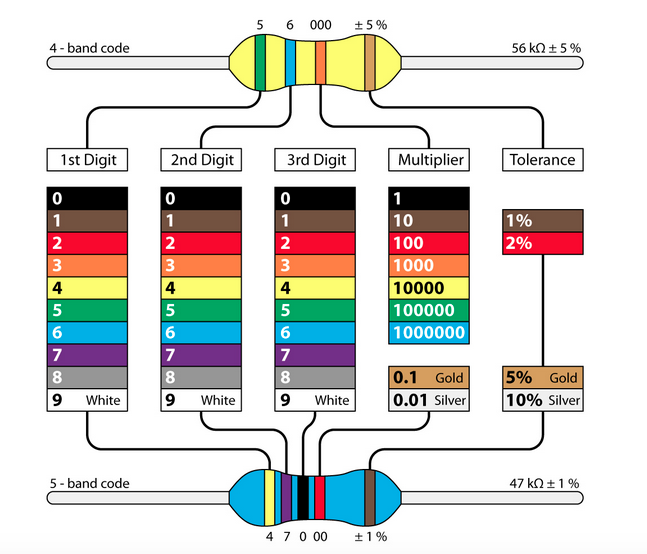 5 6 000 ± 5 %
4 - band code 56 kΩ ± 5 %
1st Digit 2nd Digit 3rd Digit Multiplier Tolerance
0 0 0 1
1 1 1 10 1%
2 2 2 100 2%
3 3 3 1000
4 4 4 10000
5 5 5 100000
6 6 6 1000000
7 7 7
8 8 8 0.1 Gold 5% Gold
9 White 9 White 9 White 0.01 Silver 10% Silver
5 - band code 47 kΩ ± 1 %
4 7 0 00 ± 1 %